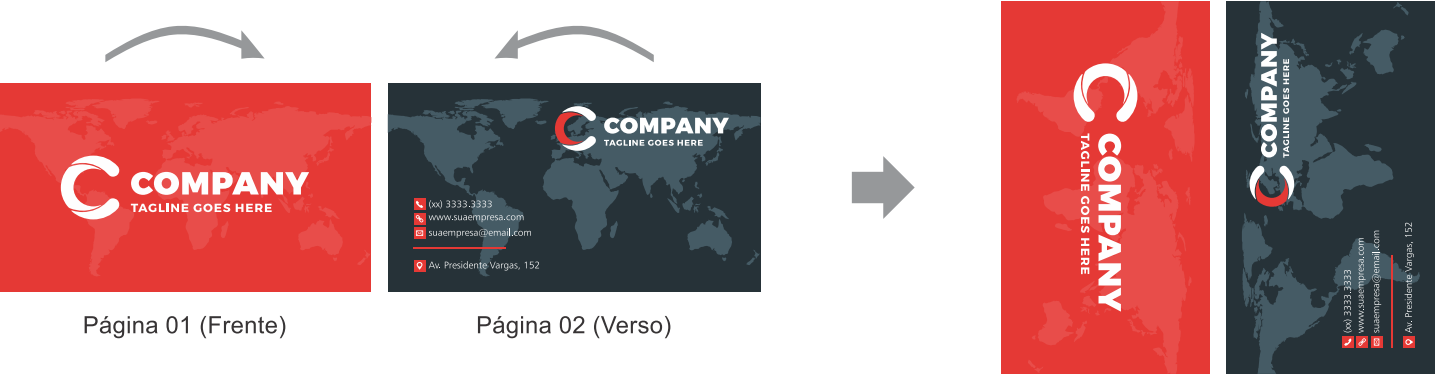 COMPANY
TAGLINE GOES HERE
Página 01 (Frente)
COMPANY
TAGLINE GOES HERE
(xx) 3333.3333
www.suaempresa.com
suaempresa@email.com
Av. Presidente Vargas, 152
Página 02 (Verso)
COMPANY
TAGLINE GOES HERE
COMPANY
TAGLINE GOES HERE
(xx) 3333.3333
www.suaempresa.com
suaempresa@email.com
Av. Presidente Vargas, 152